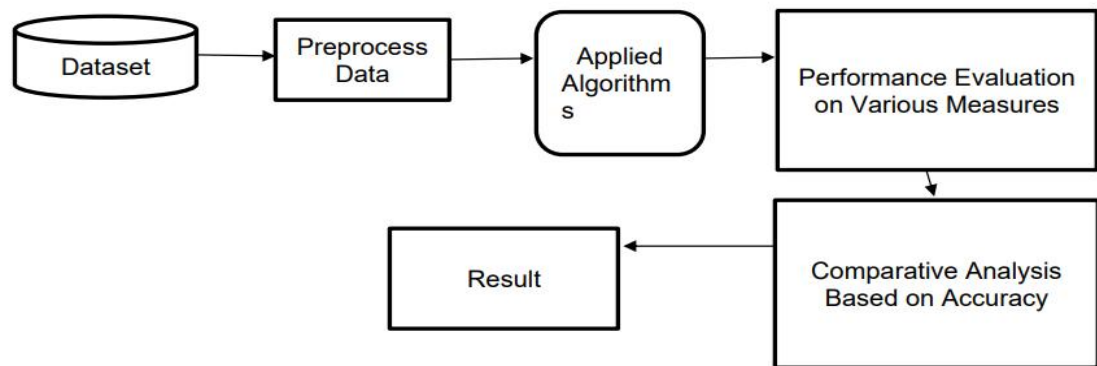 Dataset
Preprocess
Data
Applied
Algorithm
s
Performance Evaluation
on Various Measures
Comparative Analysis
Based on Accuracy
Result